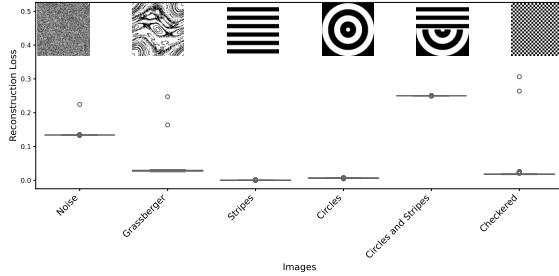 Reconstruction Loss
0.5
0.4
0.3
0.2
0.1
0.0
Noise
Grassberger
Stripes
Circles
Circles and Stripes
Checkered
Images